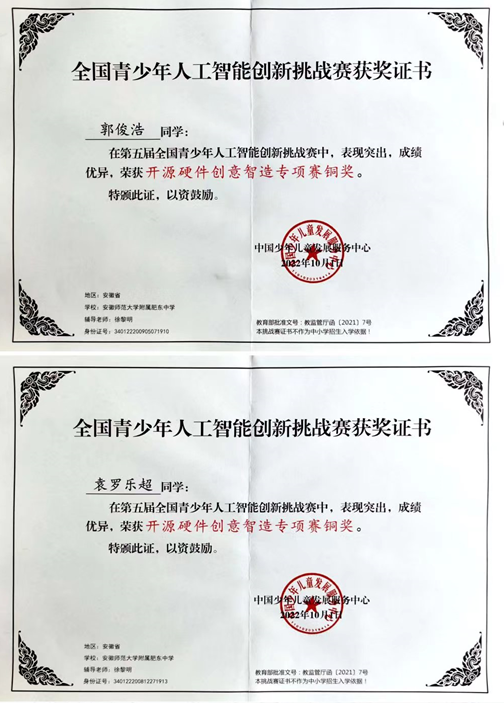 全国青少年人工智能创新挑战赛获奖证书
郭俊浩 同学：
在第五届全国青少年人工智能创新挑战赛中，表现突出，成绩
优异，荣获开源硬件创意智造专项赛铜奖。
特颁此证，以资鼓励。
中国少年儿童发展服务中心
2022年10月1日
地区：安徽省
学校：安徽师范大学附属肥东中学
辅导老师：徐黎明
身份证号：340122200905071910
教育部批准文号：教监管厅函〔2021〕7号
本挑战赛证书不作为中小学招生入学依据！
全国青少年人工智能创新挑战赛获奖证书
袁罗乐超 同学：
在第五届全国青少年人工智能创新挑战赛中，表现突出，成绩
优异，荣获开源硬件创意智造专项赛铜奖。
特颁此证，以资鼓励。
中国少年儿童发展服务中心
2022年10月1日
地区：安徽省
学校：安徽师范大学附属肥东中学
辅导老师：徐黎明
身份证号：340122200812271913
教育部批准文号：教监管厅函〔2021〕7号
本挑战赛证书不作为中小学招生入学依据！